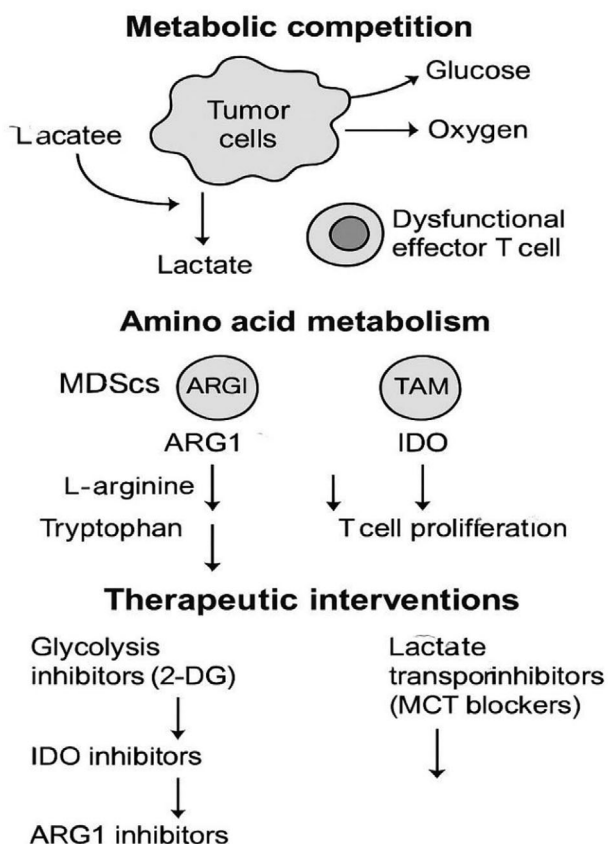 Metabolic competition
Glucose
Tumor
cells
Oxygen
Lacatee
Dysfunctional
effector T cell
Lactate
Amino acid metabolism
MDScs
ARGI
TAM
ARG1
IDO
L-arginine
Tryptophan
T cell prolifferation
Therapeutic interventions
Glycolysis
inhibitors (2-DG)
Lactate
transporinhibitors
(MCT blockers)
IDO inhibitors
ARG1 inhibitors